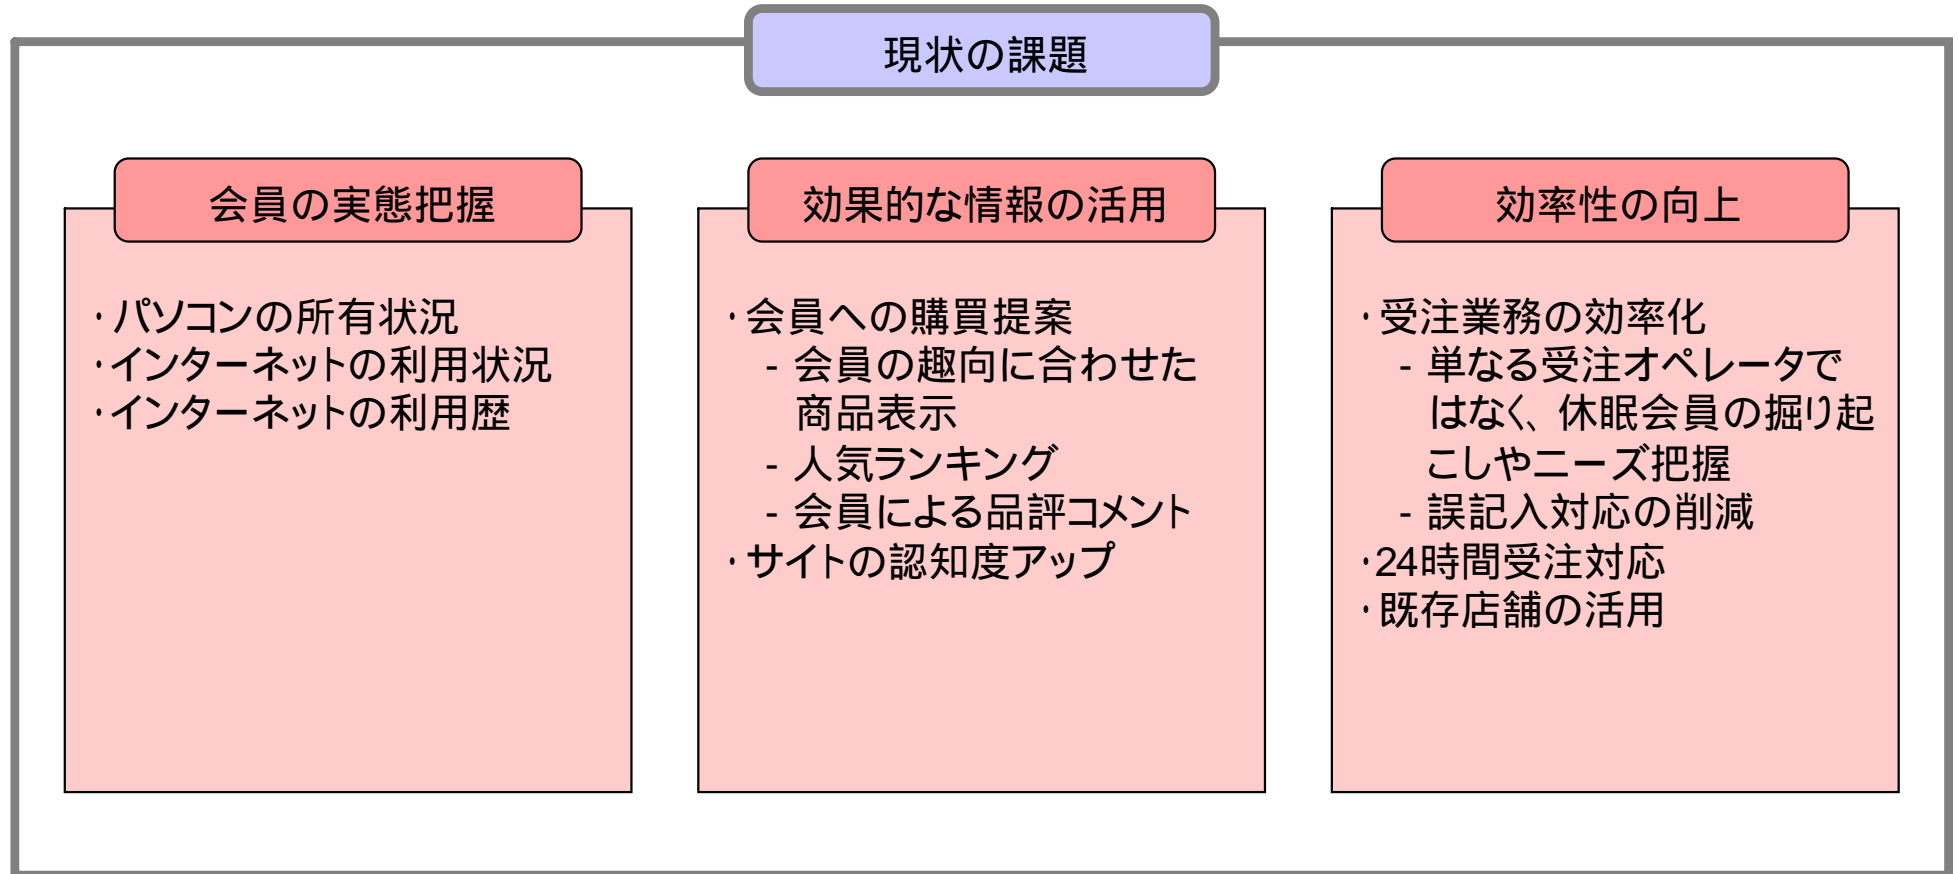 現状の課題
会員の実態把握
・パソコンの所有状況
・インターネットの利用状況
・インターネットの利用歴
効果的な情報の活用
・会員への購買提案
- 会員の趣向に合わせた
商品表示
- 人気ランキング
- 会員による品評コメント
・サイトの認知度アップ
効率性の向上
・受注業務の効率化
- 単なる受注オペレータで
はなく、休眠会員の掘り起
こしやニーズ把握
- 誤記入対応の削減
・24時間受注対応
・既存店舗の活用